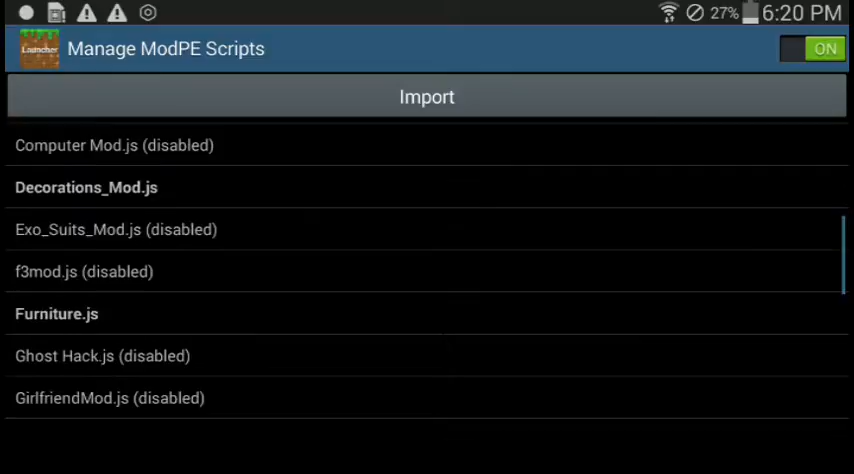 27% 6:20 PM
Launcher Manage ModPE Scripts ON
Import
Computer Mod.js (disabled)
Decorations_Mod.js
Exo_Suits_Mod.js (disabled)
f3mod.js (disabled)
Furniture.js
Ghost Hack.js (disabled)
GirlfriendMod.js (disabled)